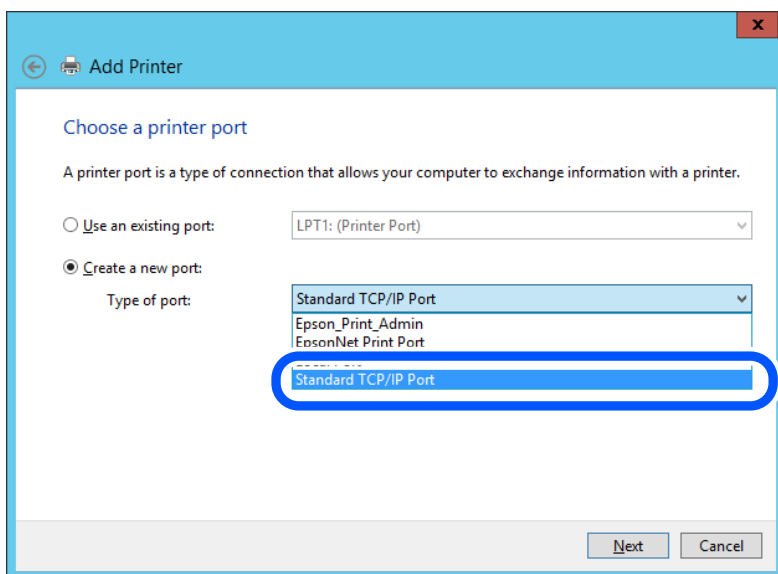 x
Add Printer
Choose a printer port
A printer port is a type of connection that allows your computer to exchange information with a printer.
Use an existing port:
LPT1: (Printer Port)
Create a new port:
Type of port:
Standard TCP/IP Port
Epson_Print_Admin
EpsonNet Print Port
Standard TCP/IP Port
Next
Cancel